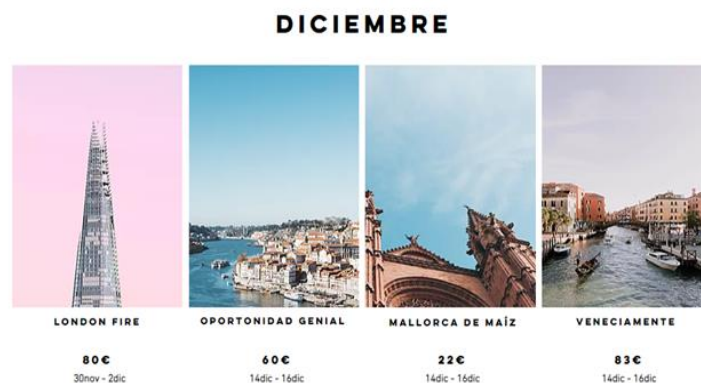 DICIEMBRE
LONDON FIRE
80€
30nov - 2dic
OPORTONIDAD GENIAL
60€
14dic - 16dic
MALLORCA DE MAÍZ
22€
14dic - 16dic
VENECIAMENTE
83€
14dic - 16dic